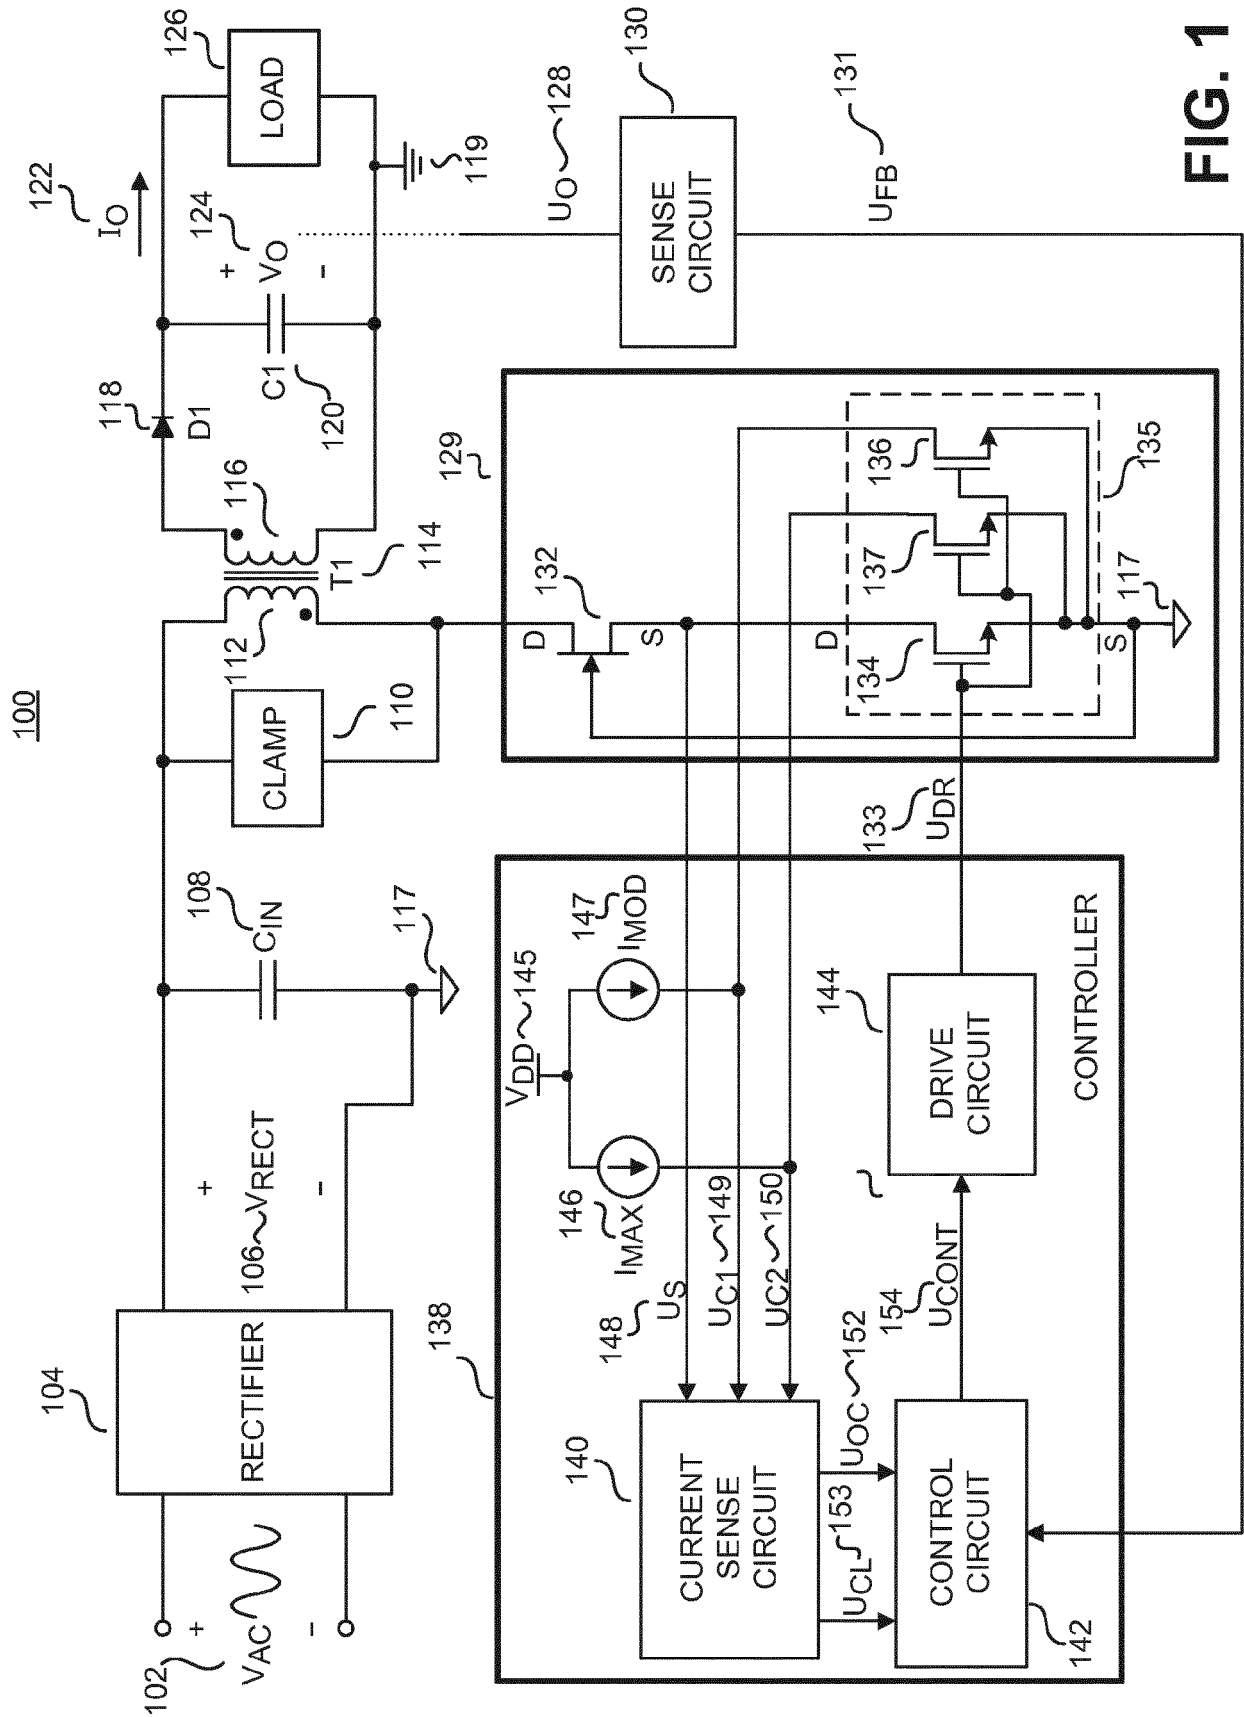 100
102
VAC
+
-
104
RECTIFIER
106
VRECT
+
-
108
CIN
117
CLAMP
110
112
T1
114
116
118
D1
C1
120
+
VO
-
124
IO
122
LOAD
126
119
UO
128
SENSE
CIRCUIT
130
UFB
131
129
D
132
S
D
134
137
136
135
S
117
133
UDR
138
VDD
145
146
IMAX
147
IMOD
148
US
UC1
149
UC2
150
140
CURRENT
SENSE
CIRCUIT
UCL
153
UOC
152
CONTROL
CIRCUIT
142
154
UCONT
144
DRIVE
CIRCUIT
CONTROLLER
FIG. 1